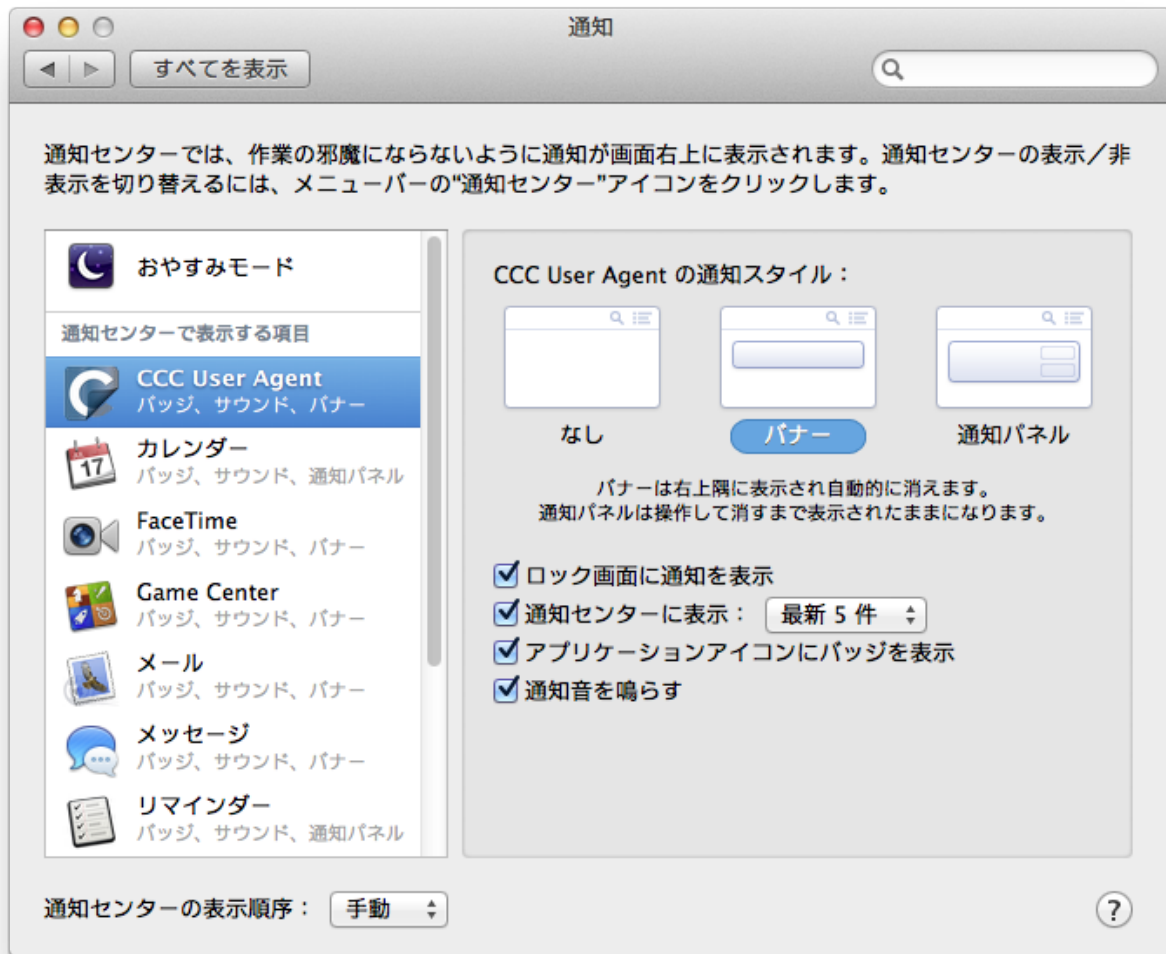 通知
すべてを表示
通知センターでは、作業の邪魔にならないように通知が画面右上に表示されます。通知センターの表示／非
表示を切り替えるには、メニューバーの“通知センター”アイコンをクリックします。
おやすみモード
通知センターで表示する項目
CCC User Agent
バッジ、サウンド、バナー
17
カレンダー
バッジ、サウンド、通知パネル
FaceTime
バッジ、サウンド、バナー
Game Center
バッジ、サウンド、バナー
メール
バッジ、サウンド、バナー
メッセージ
バッジ、サウンド、バナー
リマインダー
バッジ、サウンド、通知パネル
CCC User Agent の通知スタイル：
なし
バナー
通知パネル
バナーは右上隅に表示され自動的に消えます。
通知パネルは操作して消すまで表示されたままになります。
ロック画面に通知を表示
通知センターに表示： 最新 5 件
アプリケーションアイコンにバッジを表示
通知音を鳴らす
通知センターの表示順序： 手動
?